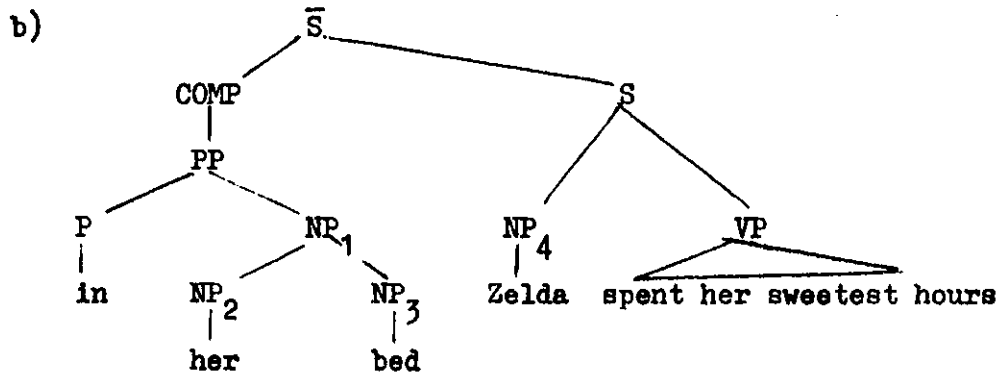 b) S̅
COMP S
PP
P NP₁ NP₄ VP
in NP₂ NP₃ Zelda spent her sweetest hours
her bed